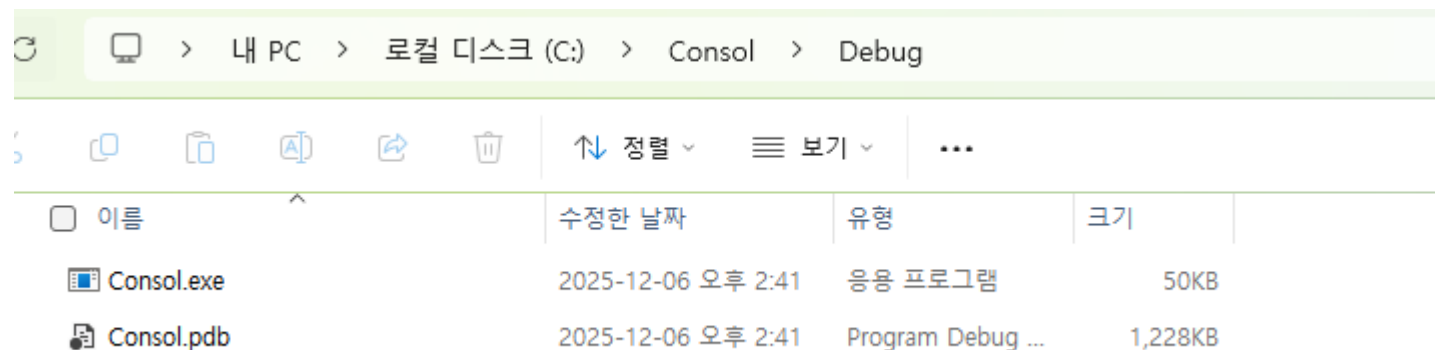 내 PC > 로컬 디스크 (C:) > Consol > Debug
정렬 보기 ...
이름 수정한 날짜 유형 크기
Consol.exe 2025-12-06 오후 2:41 응용 프로그램 50KB
Consol.pdb 2025-12-06 오후 2:41 Program Debug ... 1,228KB